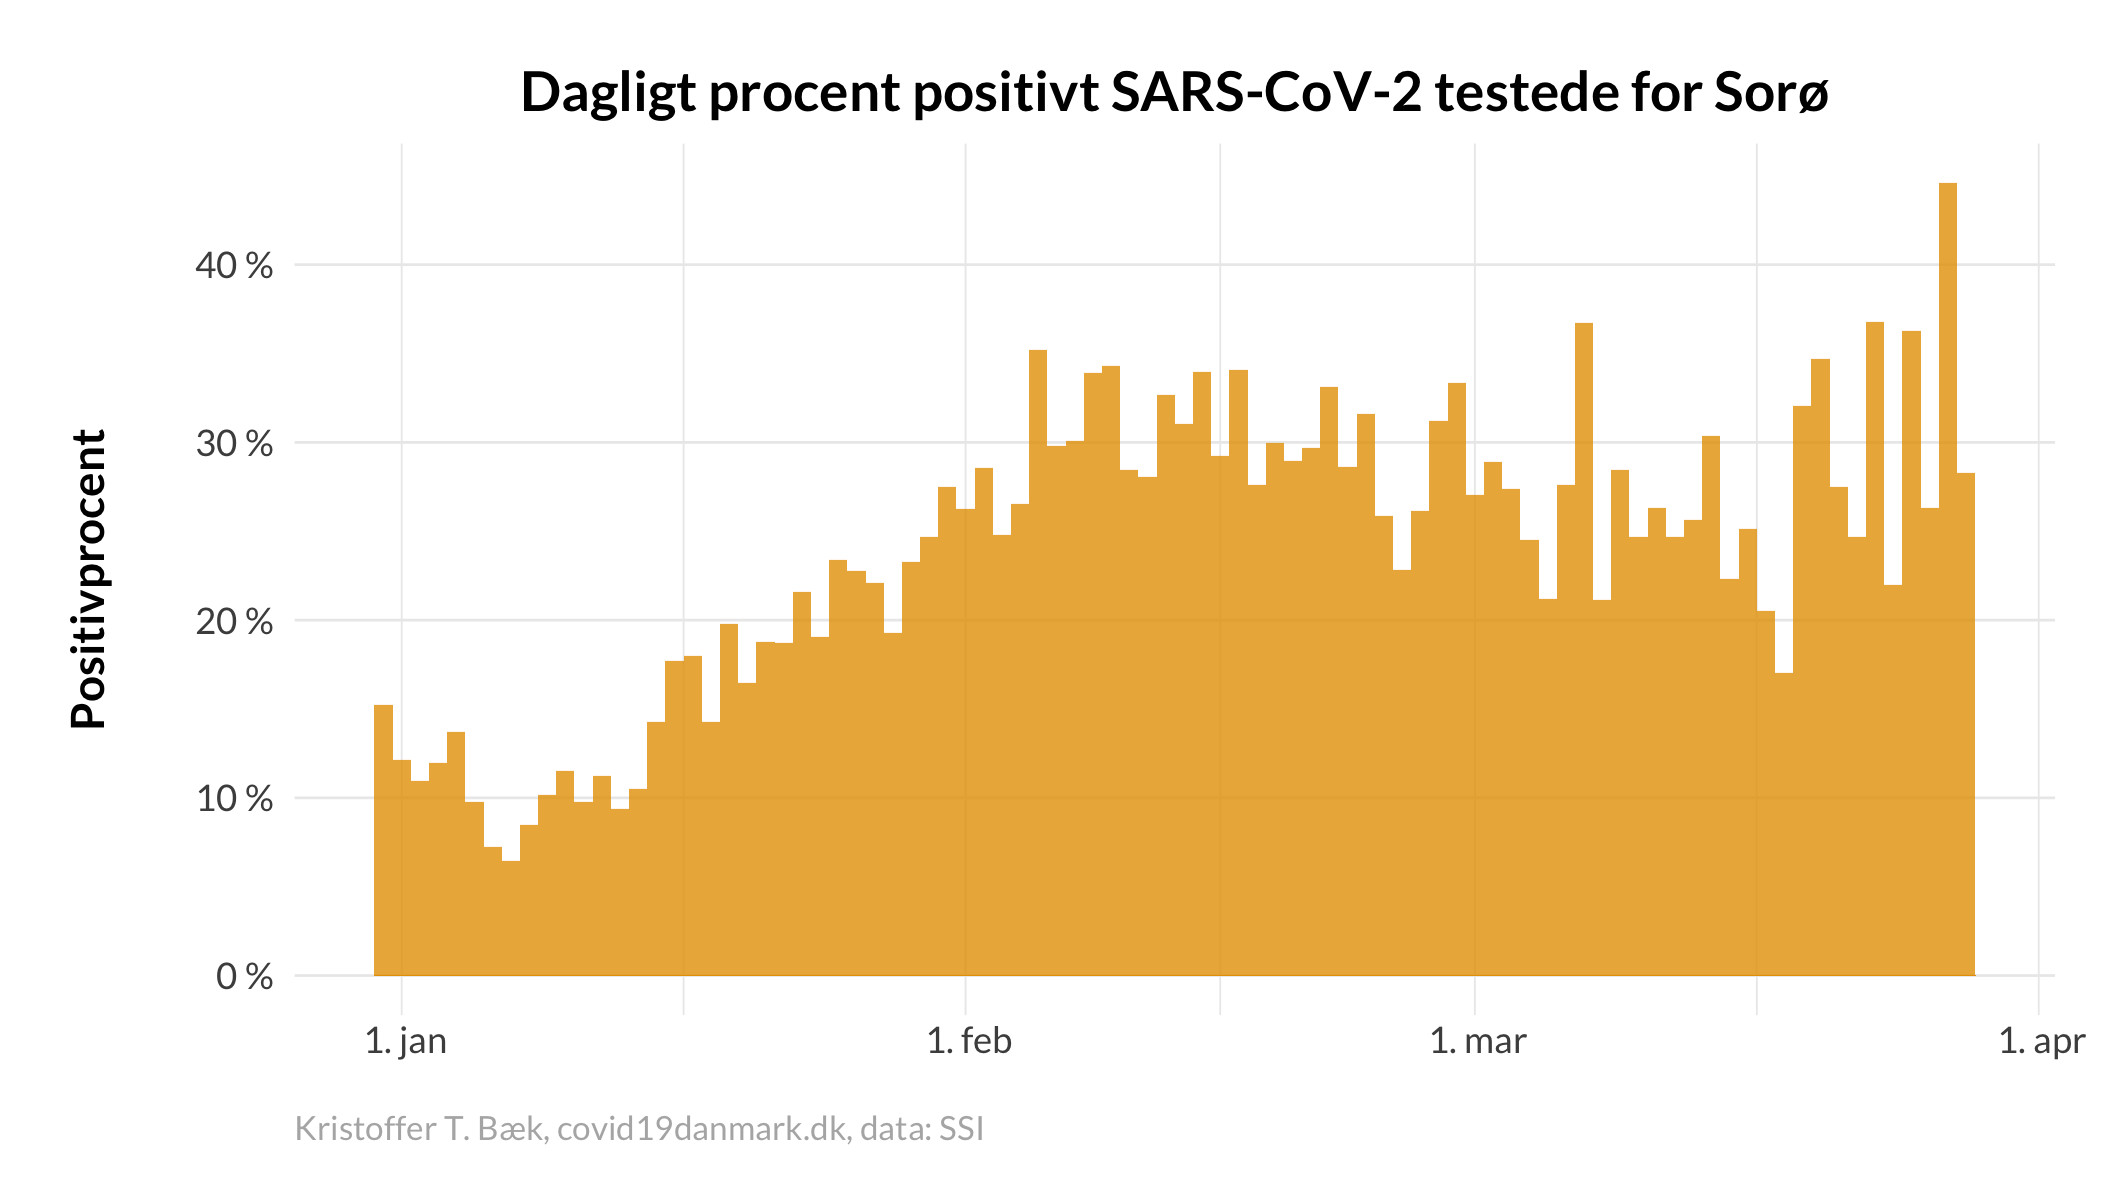 Dagligt procent positivt SARS-CoV-2 testede for Sorø
Positivprocent
40 %
30 %
20 %
10 %
0 %
1. jan
1. feb
1. mar
1. apr
Kristoffer T. Bæk, covid19danmark.dk, data: SSI